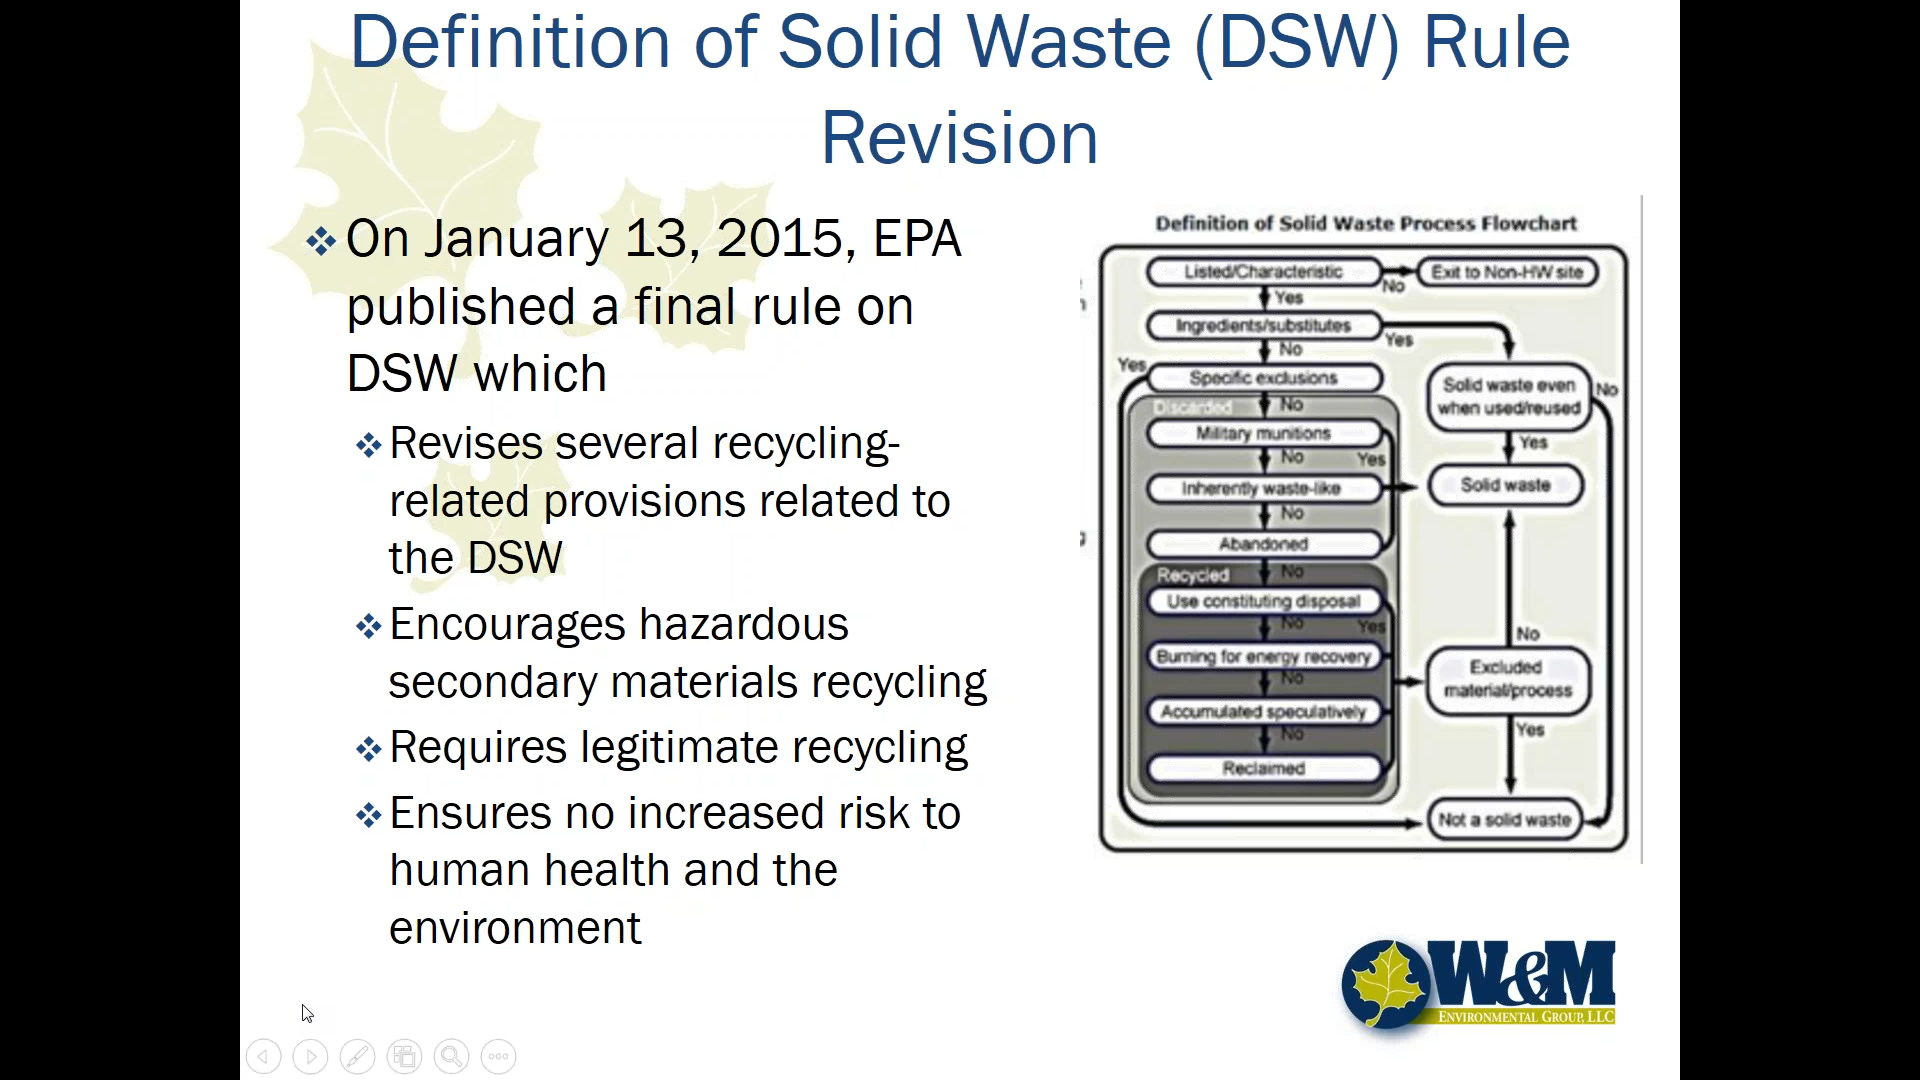 Definition of Solid Waste (DSW) Rule
Revision
On January 13, 2015, EPA
published a final rule on
DSW which
Revises several recycling-
related provisions related to
the DSW
Encourages hazardous
secondary materials recycling
Requires legitimate recycling
Ensures no increased risk to
human health and the
environment
Definition of Solid Waste Process Flowchart
Listed/Characteristic
No
Exit to Non-HW site
Yes
Ingredients/substitutes
Yes
No
Yes
Specific exclusions
Solid waste even
when used/reused
No
Discarded
No
Military munitions
Yes
No
Yes
Inherently waste-like
Solid waste
No
Abandoned
Recycled
No
Use constituting disposal
No
Yes
No
Burning for energy recovery
Excluded
material/process
No
Accumulated speculatively
Yes
No
Reclaimed
Not a solid waste
W&M
ENVIRONMENTAL GROUP, LLC